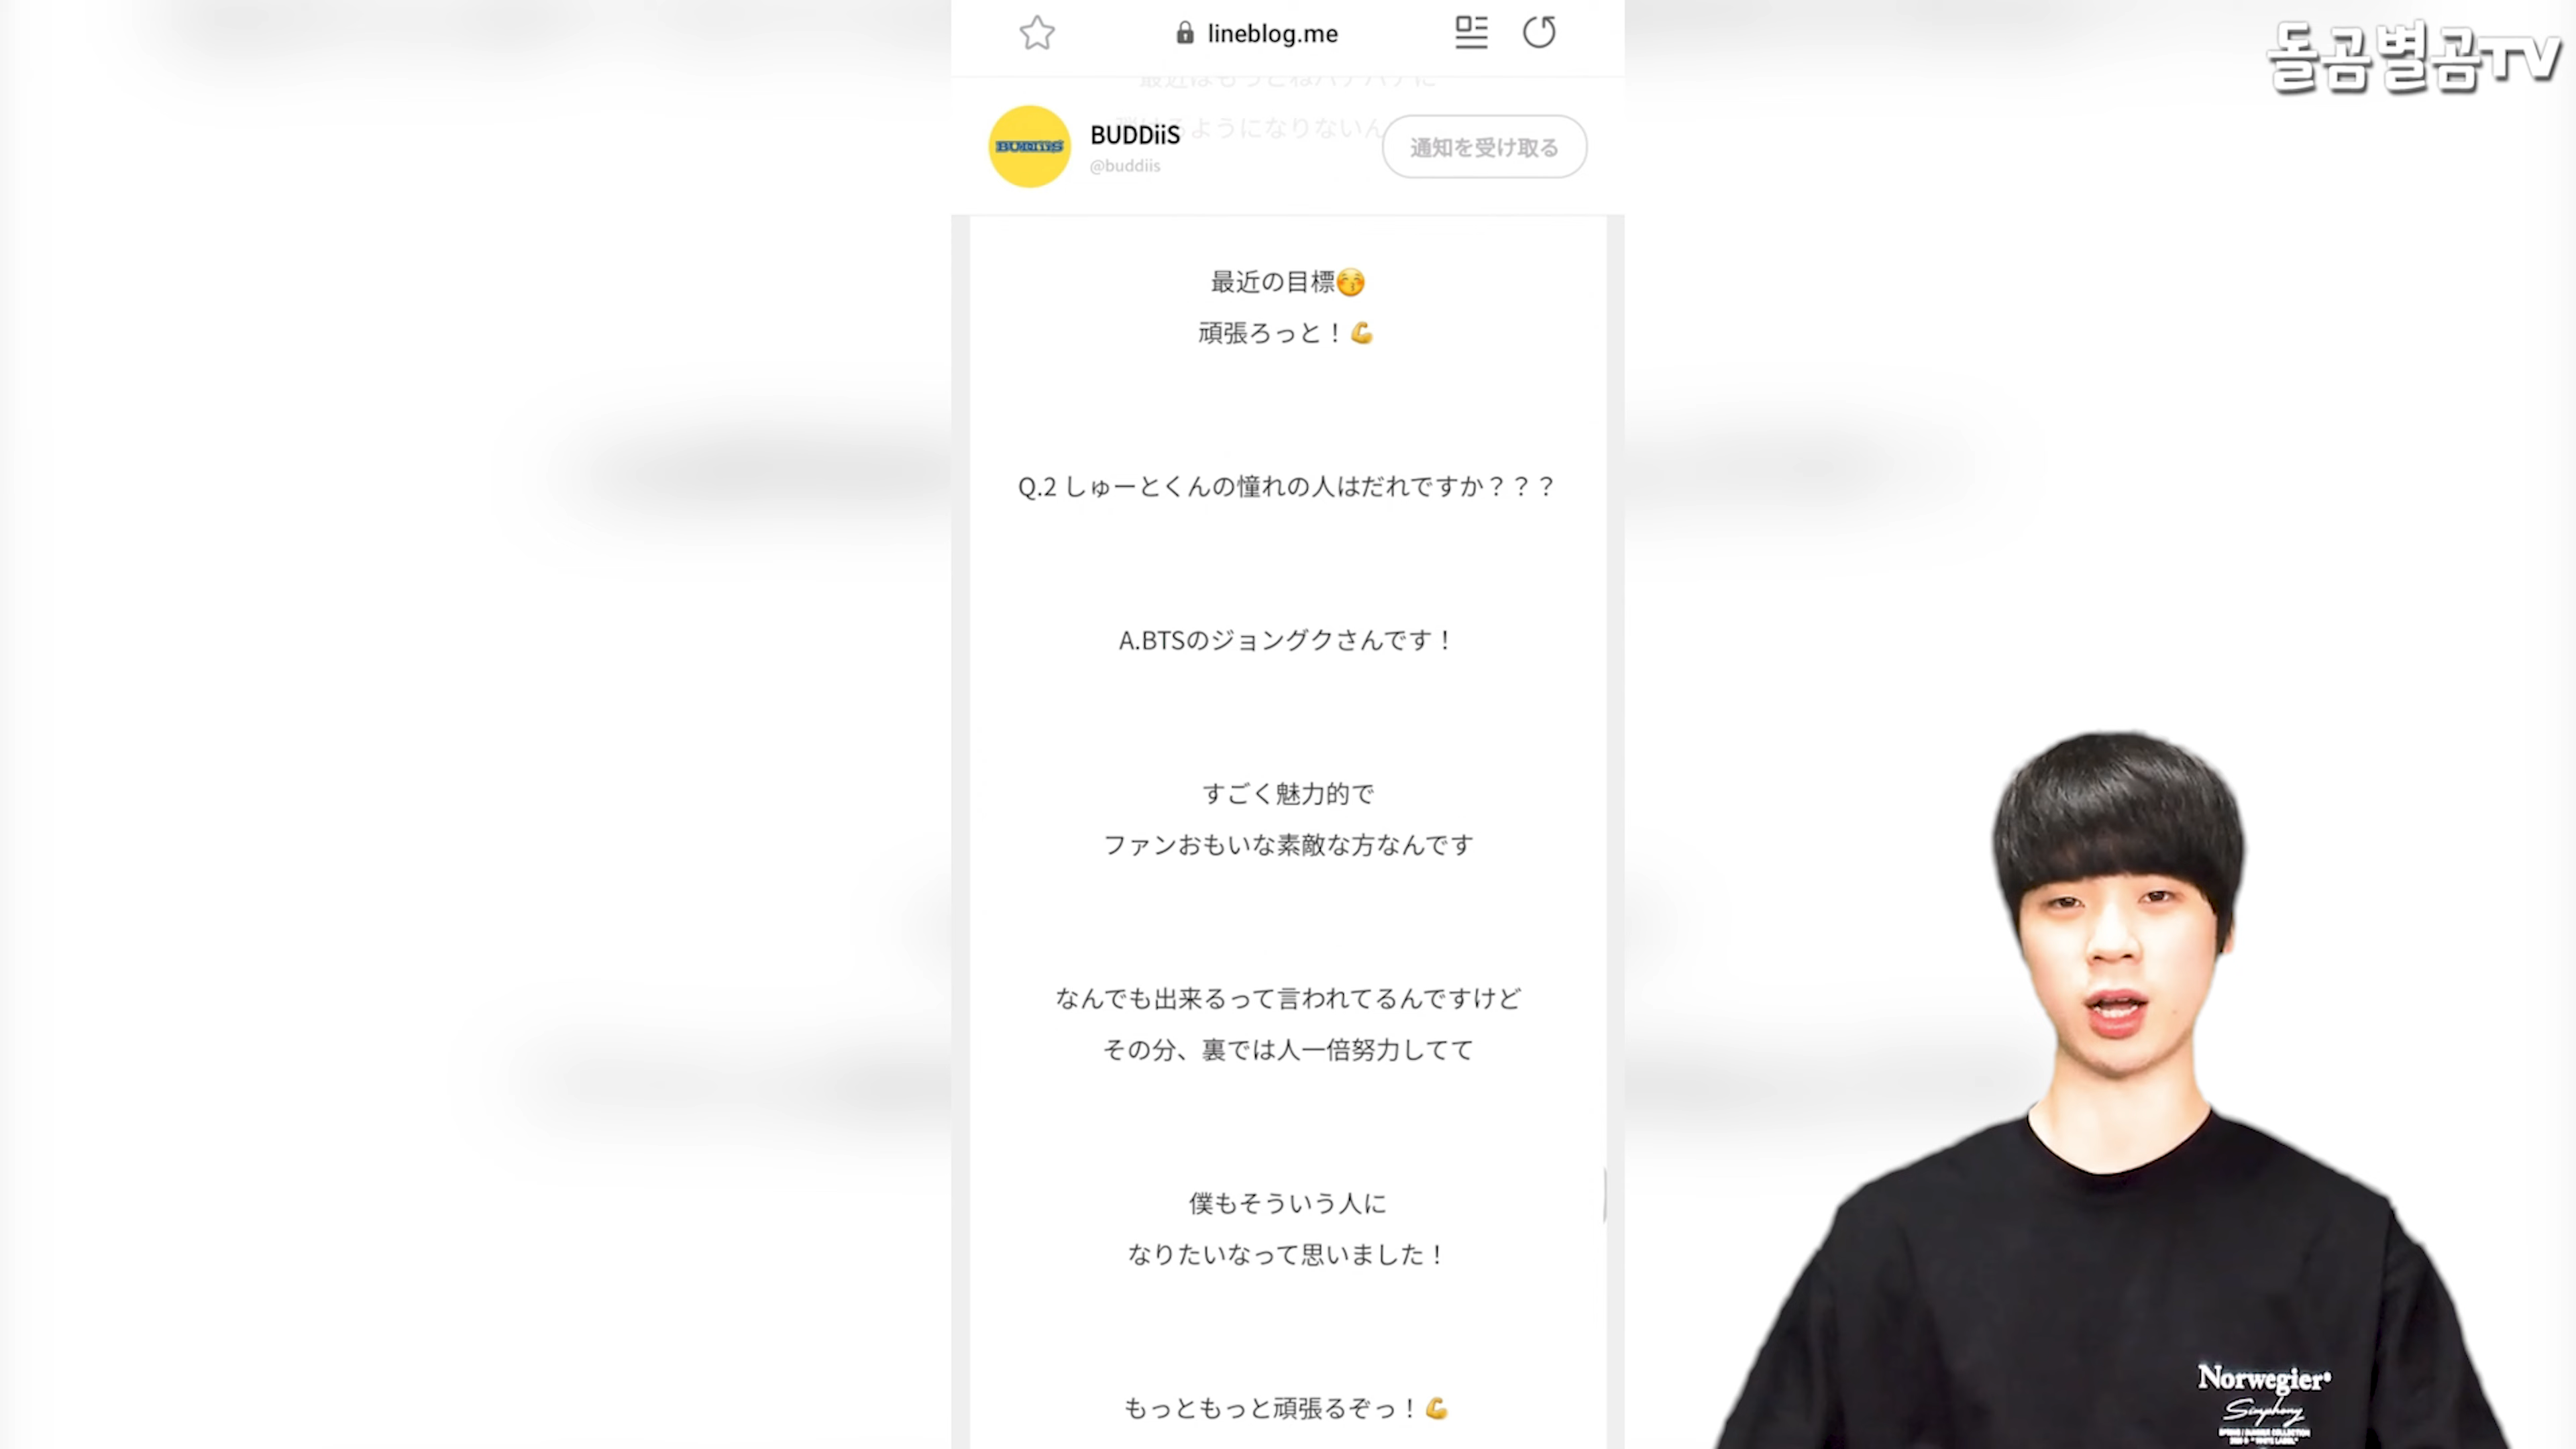 lineblog.me
돌곰별곰TV
BUDDiiS
BUDDiiS
@buddiis
通知を受け取る
最近の目標😚
頑張ろっと！💪
Q.2 しゅーとくんの憧れの人はだれですか？？？
A.BTSのジョングクさんです！
すごく魅力的で
ファンおもいな素敵な方なんです
なんでも出来るって言われてるんですけど
その分、裏では人一倍努力してて
僕もそういう人に
なりたいなって思いました！
もっともっと頑張るぞっ！💪
Norwegier
Simphony